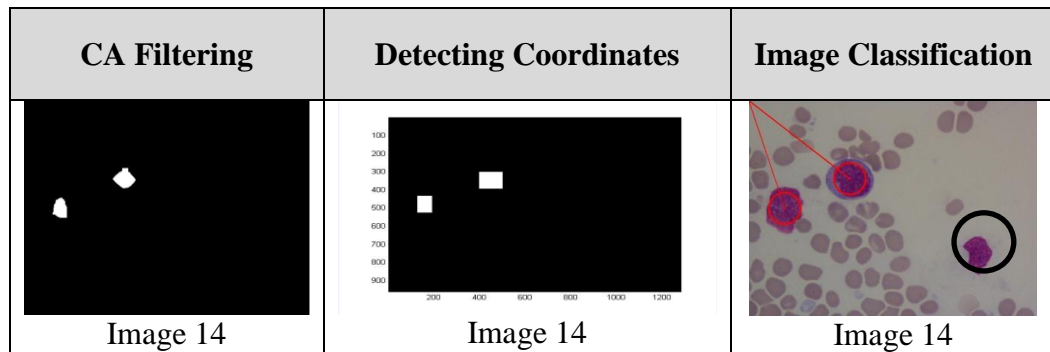 CA Filtering
Detecting Coordinates
Image Classification
100
200
300
400
500
600
700
800
900
200
400
600
800
1000
1200
Image 14
Image 14
Image 14